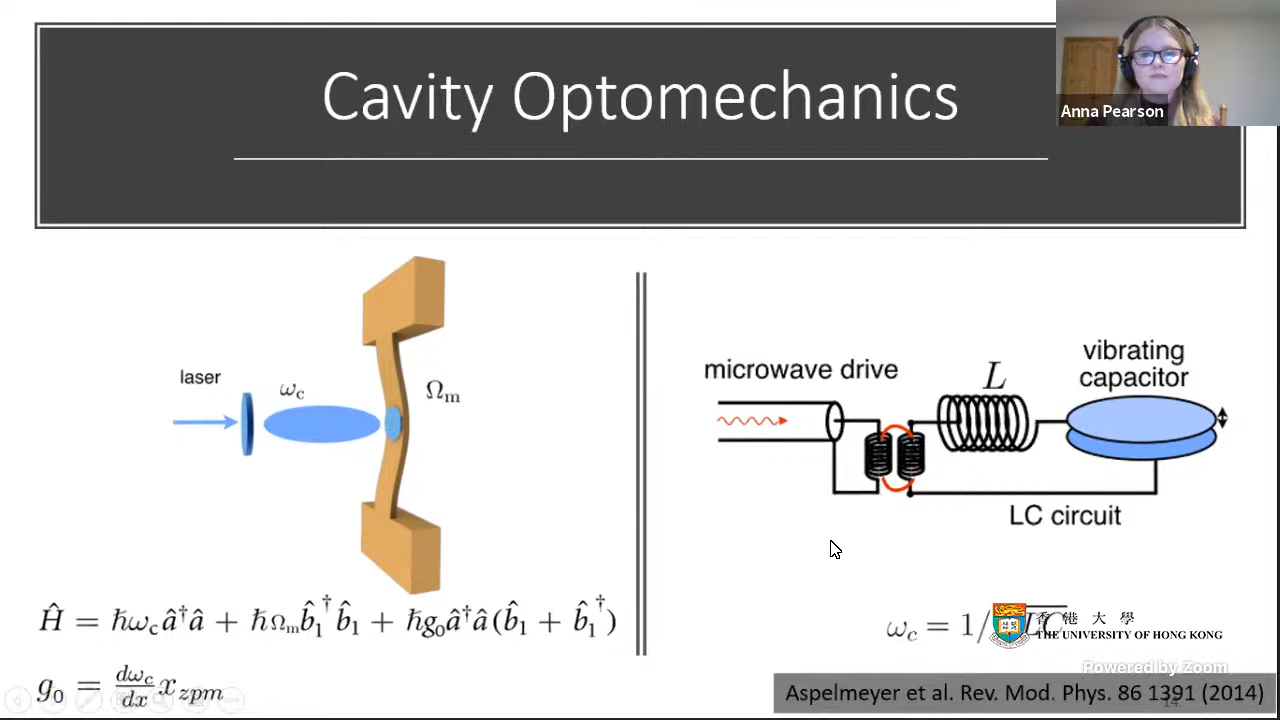 Cavity Optomechanics
Anna Pearson
laser
ω_c
Ω_m
Ĥ = ħω_c â†â + ħΩ_m b̂₁†b̂₁ + ħg₀â†â(b̂₁ + b̂₁†)
g₀ = dω_c/dx x_zpm
microwave drive
L
vibrating
capacitor
LC circuit
ω_c = 1/
香港大學
THE UNIVERSITY OF HONG KONG
Powered by Zoom
Aspelmeyer et al. Rev. Mod. Phys. 86 1391 (2014)
14